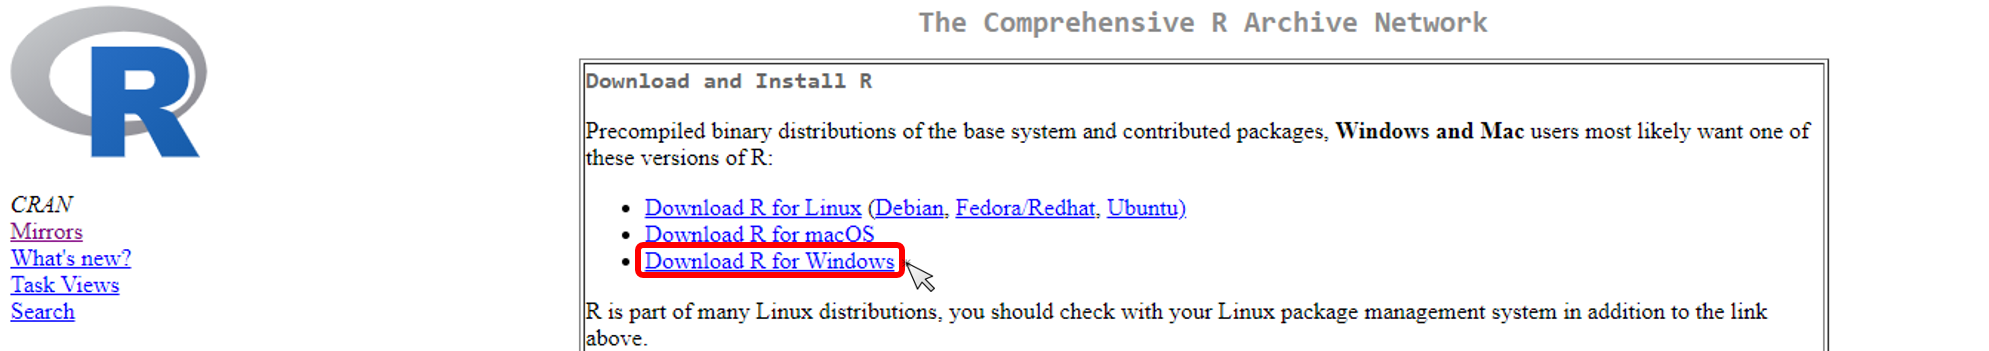 The Comprehensive R Archive Network
R
CRAN
Mirrors
What's new?
Task Views
Search
Download and Install R
Precompiled binary distributions of the base system and contributed packages, Windows and Mac users most likely want one of
these versions of R:
Download R for Linux (Debian, Fedora/Redhat, Ubuntu)
Download R for macOS
Download R for Windows
R is part of many Linux distributions, you should check with your Linux package management system in addition to the link
above.